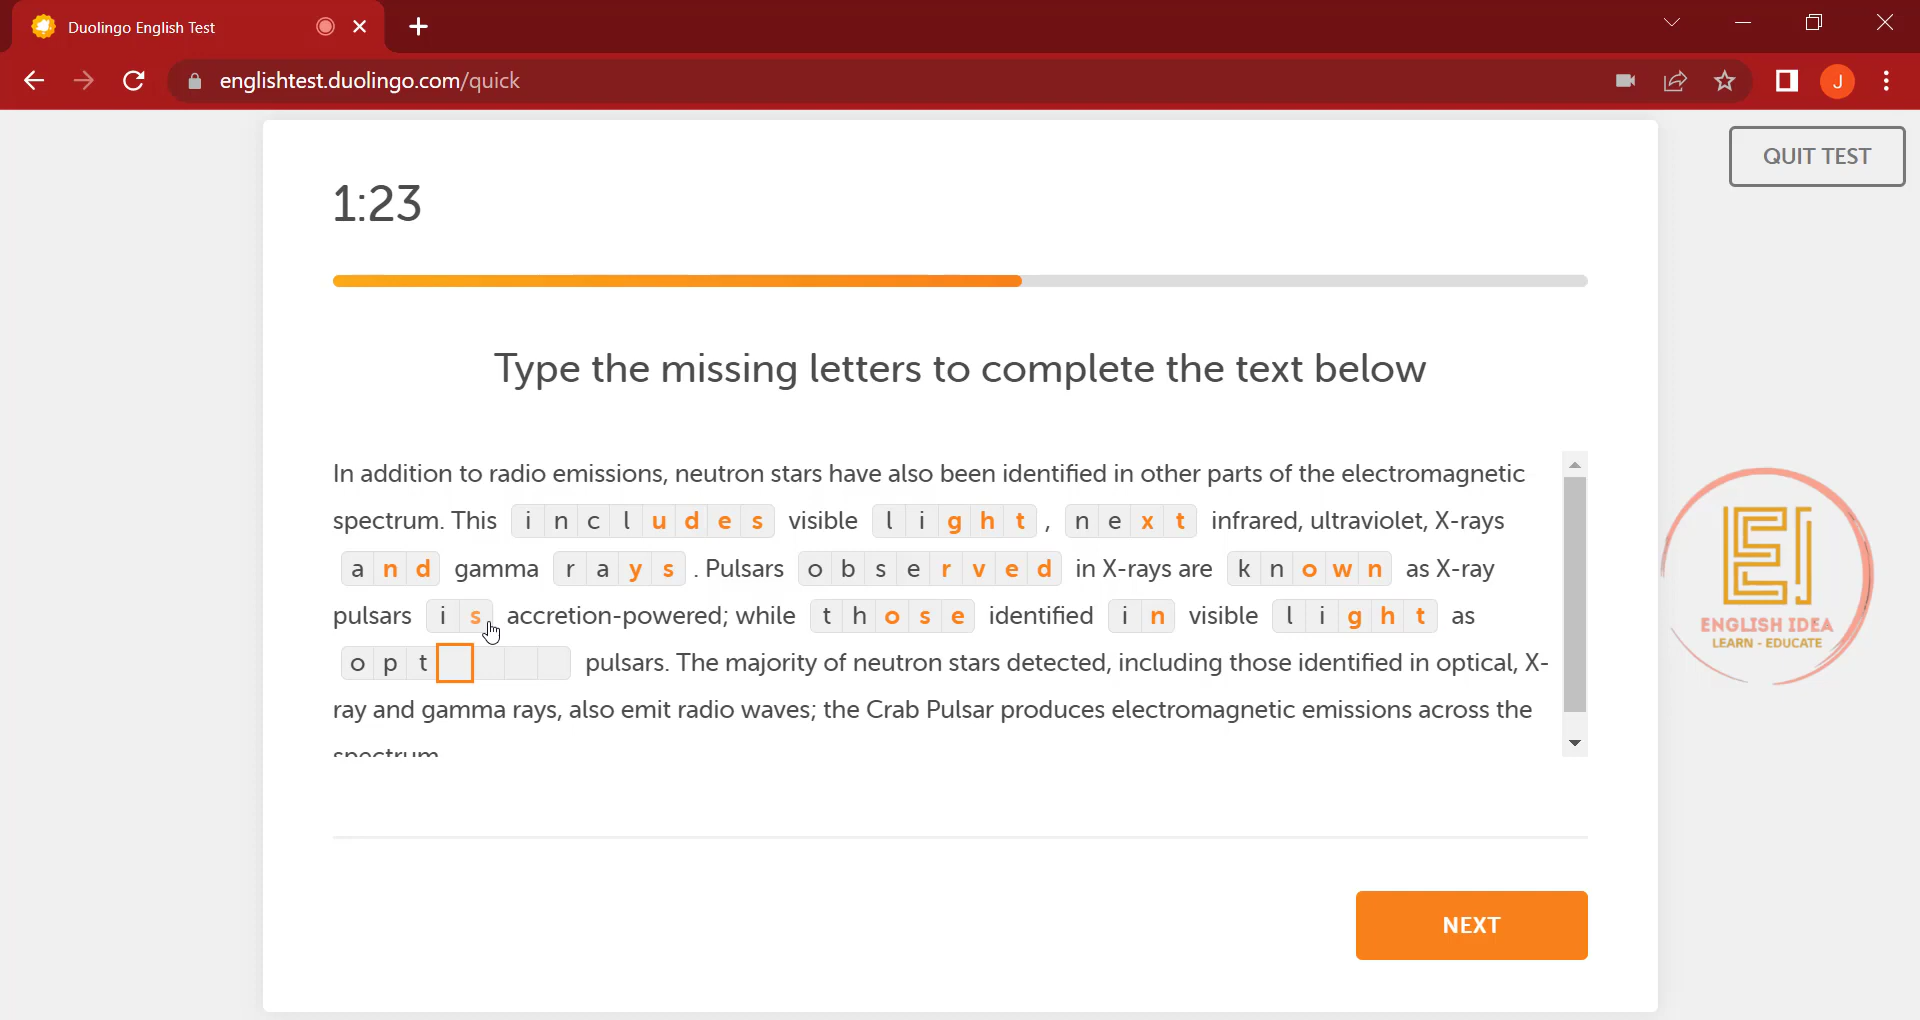 Duolingo English Test
englishtest.duolingo.com/quick
J
QUIT TEST
1:23
Type the missing letters to complete the text below
In addition to radio emissions, neutron stars have also been identified in other parts of the electromagnetic
spectrum. This includes visible light, next infrared, ultraviolet, X-rays
and gamma rays. Pulsars observed in X-rays are known as X-ray
pulsars is accretion-powered; while those identified in visible light as
opt pulsars. The majority of neutron stars detected, including those identified in optical, X-
ray and gamma rays, also emit radio waves; the Crab Pulsar produces electromagnetic emissions across the
spectrum
EI
ENGLISH IDEA
LEARN - EDUCATE
NEXT